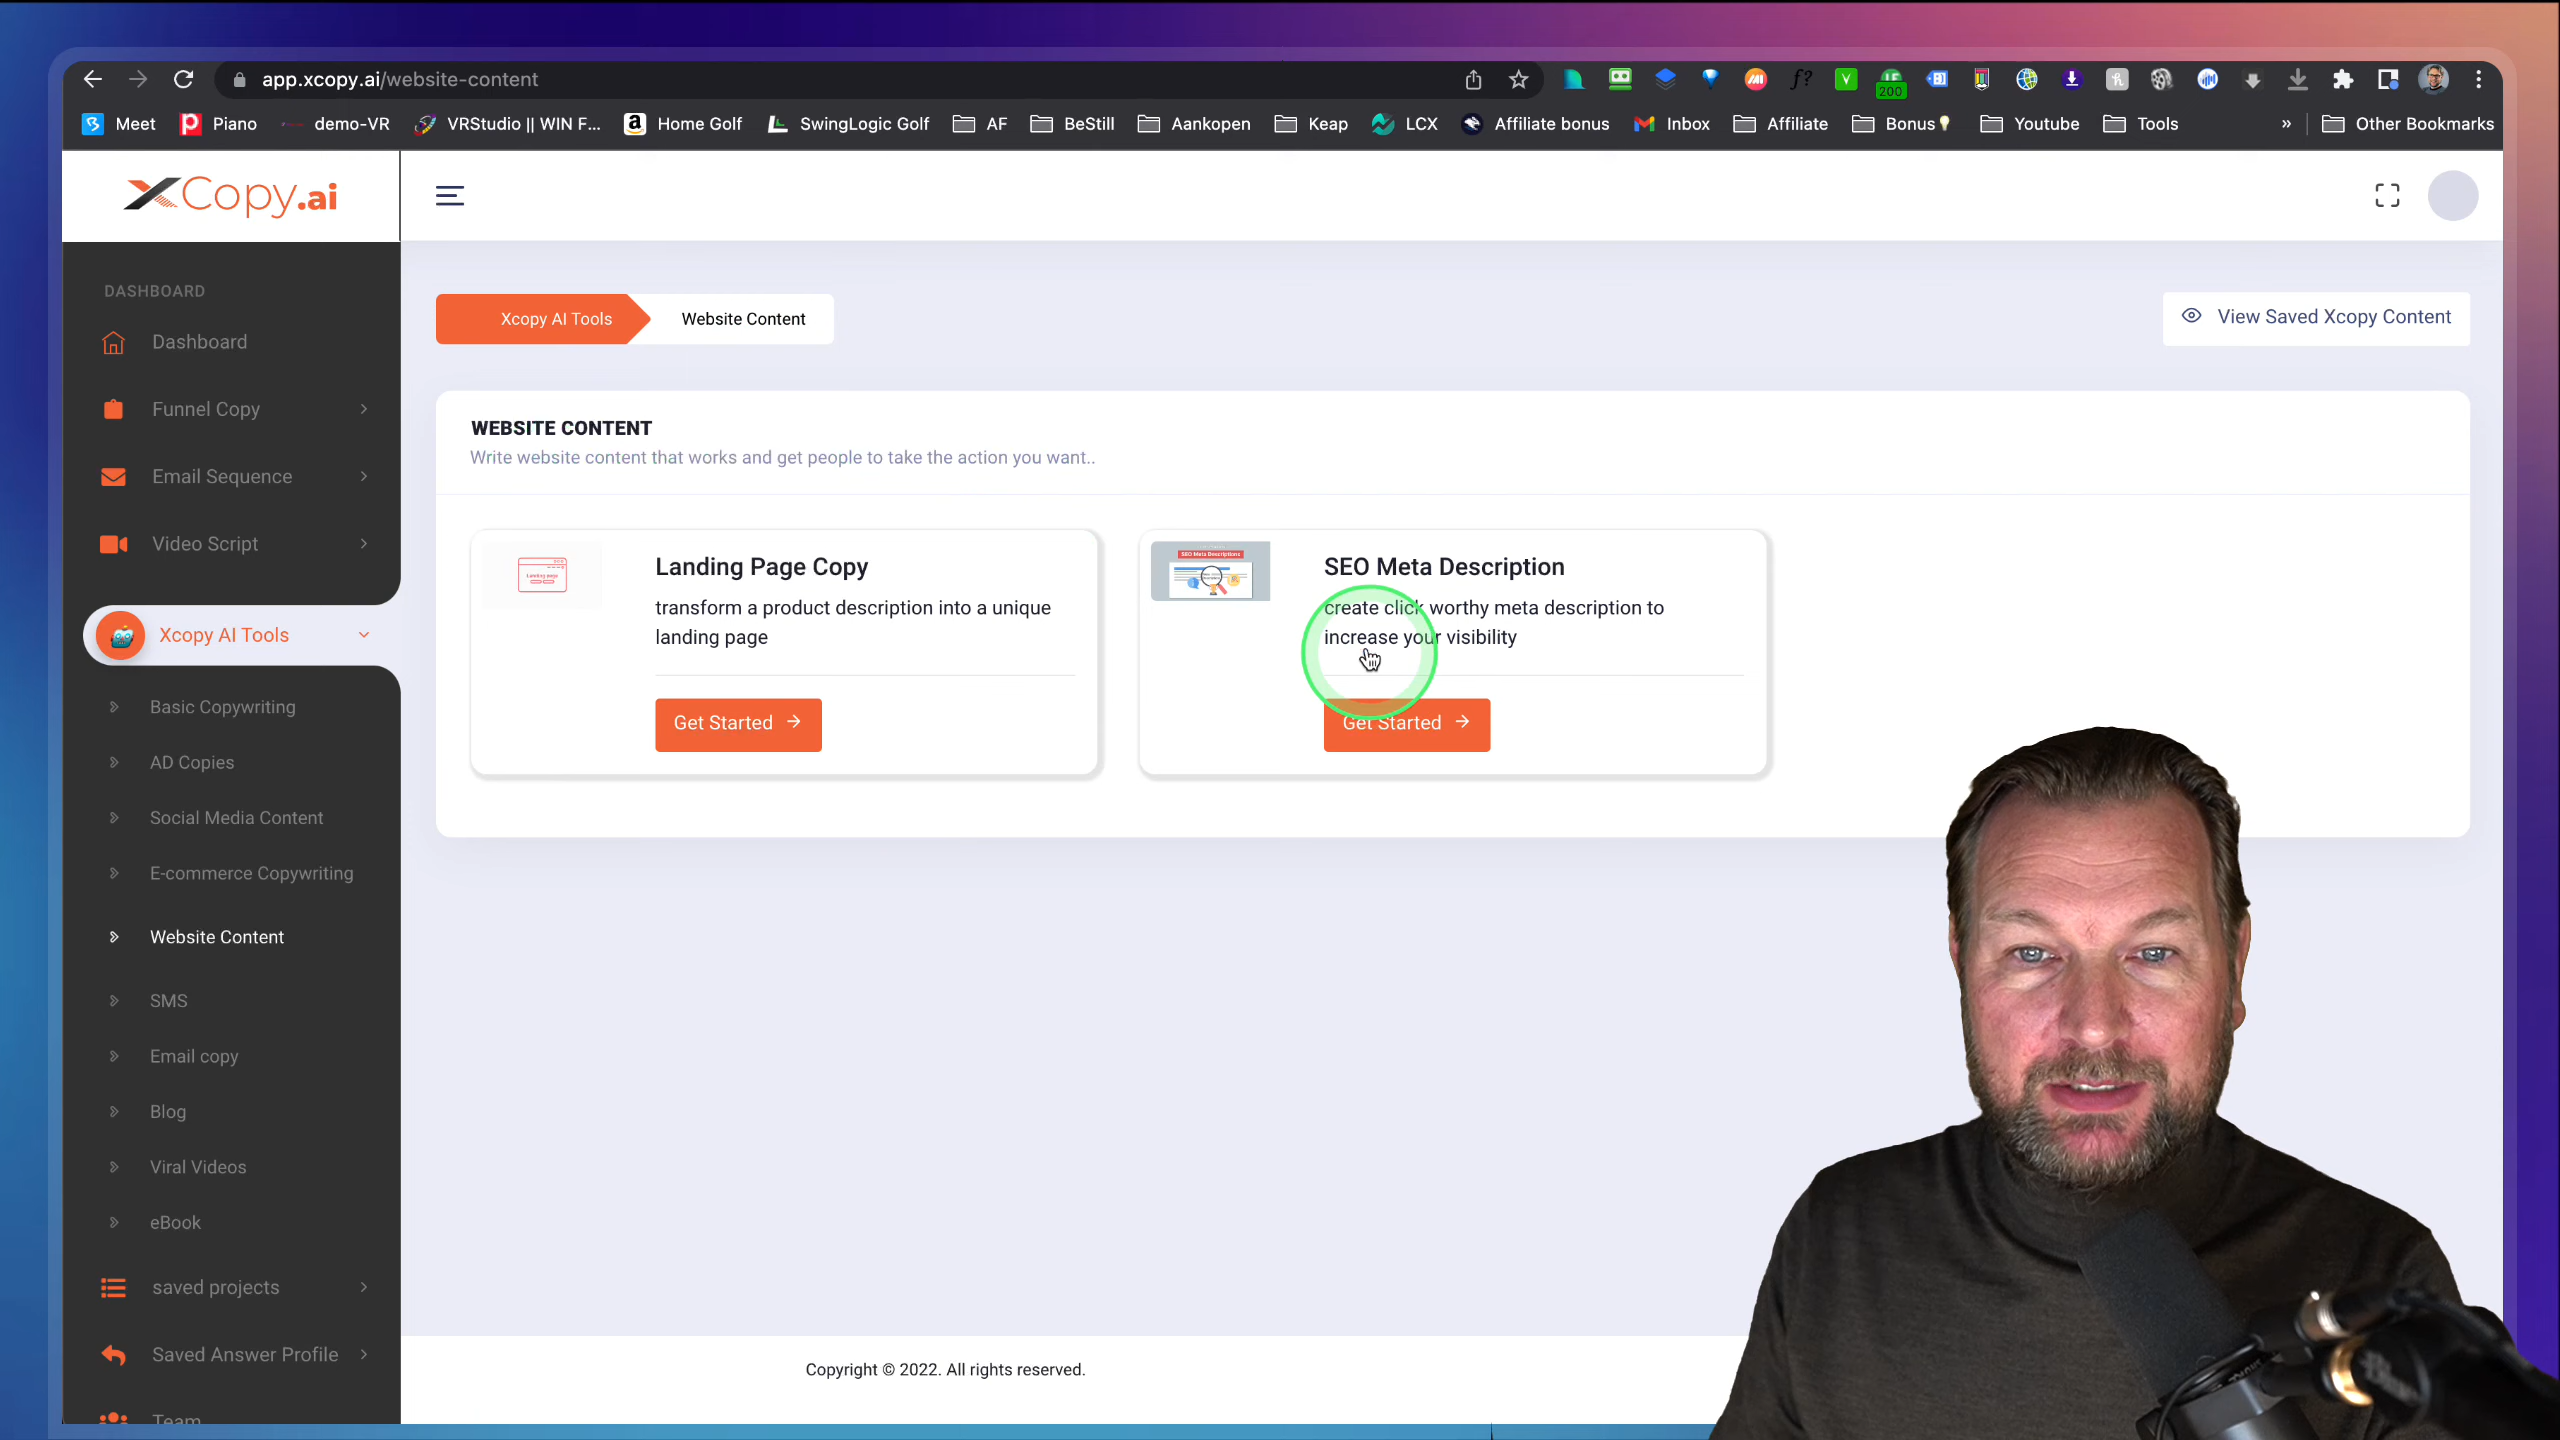 app.xcopy.ai/website-content
200
Meet Piano demo-VR VRStudio || WIN F... Home Golf SwingLogic Golf AF BeStill Aankopen Keap LCX Affiliate bonus Inbox Affiliate Bonus Youtube Tools » Other Bookmarks
XCopy.ai
DASHBOARD
Dashboard
Funnel Copy
Email Sequence
Video Script
Xcopy AI Tools
Basic Copywriting
AD Copies
Social Media Content
E-commerce Copywriting
Website Content
SMS
Email copy
Blog
Viral Videos
eBook
saved projects
Saved Answer Profile
Team
Xcopy AI Tools Website Content
View Saved Xcopy Content
WEBSITE CONTENT
Write website content that works and get people to take the action you want..
Landing page
Landing Page Copy
transform a product description into a unique
landing page
Get Started
SEO Meta Descriptions
SEO Meta Description
create click worthy meta description to
increase your visibility
Get Started
Copyright © 2022. All rights reserved.